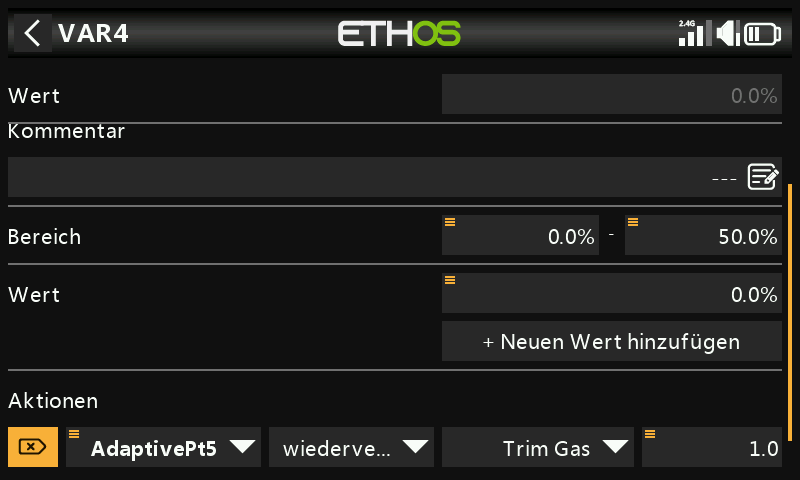 VAR4 ETHOS 2.4G
Wert 0.0%
Kommentar
---
Bereich 0.0% - 50.0%
Wert 0.0%
+ Neuen Wert hinzufügen
Aktionen
AdaptivePt5 wiederve... Trim Gas 1.0